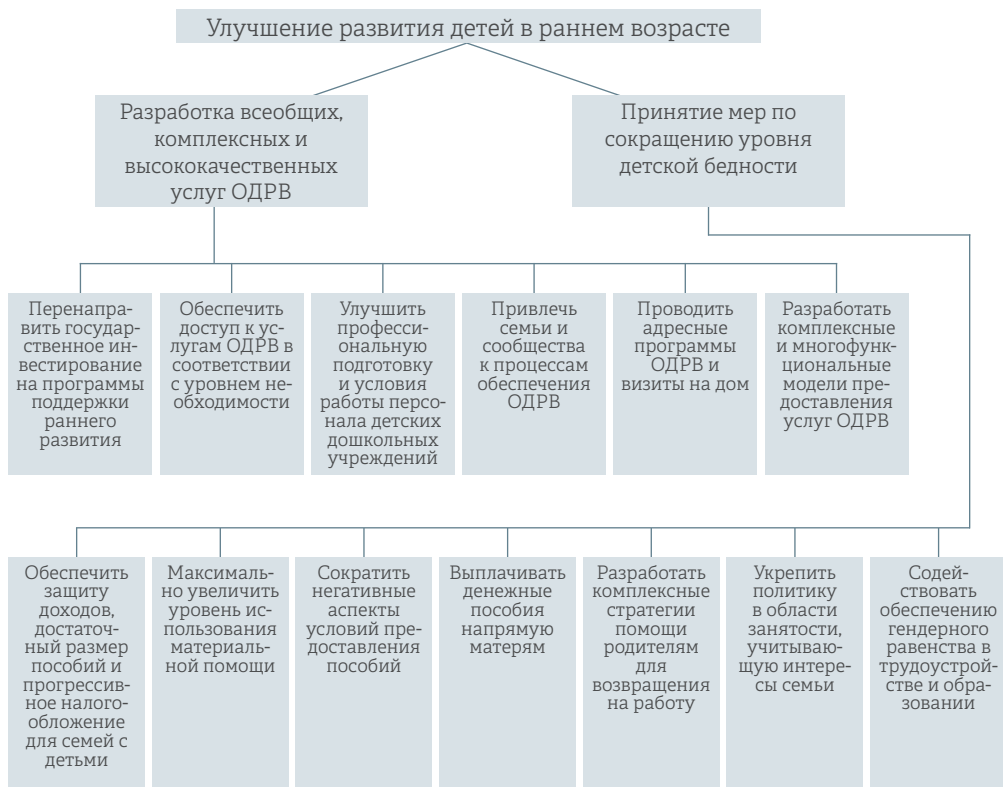 Улучшение развития детей в раннем возрасте
Разработка всеобщих,
комплексных и
высококачественных
услуг ОДРВ
Принятие мер по
сокращению уровня
детской бедности
Перенапра-
вить государ-
ственное ин-
вестирование
на программы
поддержки
раннего
развития
Обеспечить
доступ к ус-
лугам ОДРВ в
соответствии
с уровнем не-
обходимости
Улучшить
професси-
ональную
подготовку
и условия
работы персо-
нала детских
дошкольных
учреждений
Привлечь
семьи и
сообщества
к процессам
обеспечения
ОДРВ
Проводить
адресные
программы
ОДРВ и
визиты на дом
Разработать
комплексные
и многофунк-
циональные
модели пре-
доставления
услуг ОДРВ
Обеспечить
защиту
доходов,
достаточ-
ный размер
пособий и
прогрессив-
ное налого-
обложение
для семей с
детьми
Максималь-
но увеличить
уровень ис-
пользования
материаль-
ной помощи
Сократить
негативные
аспекты
условий пре-
доставления
пособий
Выплачивать
денежные
пособия
напрямую
матерям
Разработать
комплексные
стратегии
помощи
родителям
для
возвращения
на работу
Укрепить
политику
в области
занятости,
учитываю-
щую интере-
сы семьи
Содей-
ствовать
обеспечению
гендерного
равенства в
трудоустрой-
стве и обра-
зовании